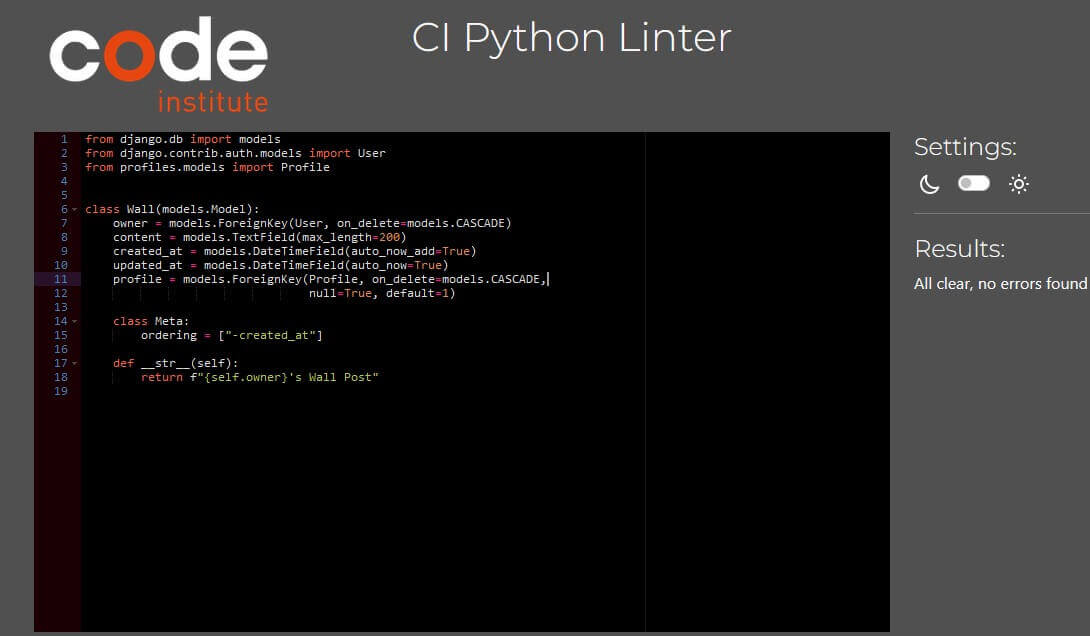 code
institute
CI Python Linter
1 from django.db import models
2 from django.contrib.auth.models import User
3 from profiles.models import Profile
4
5
6 class Wall(models.Model):
7     owner = models.ForeignKey(User, on_delete=models.CASCADE)
8     content = models.TextField(max_length=200)
9     created_at = models.DateTimeField(auto_now_add=True)
10     updated_at = models.DateTimeField(auto_now=True)
11     profile = models.ForeignKey(Profile, on_delete=models.CASCADE,
12                                 null=True, default=1)
13
14     class Meta:
15         ordering = ["-created_at"]
16
17     def __str__(self):
18         return f"{self.owner}'s Wall Post"
19
Settings:
Results:
All clear, no errors found